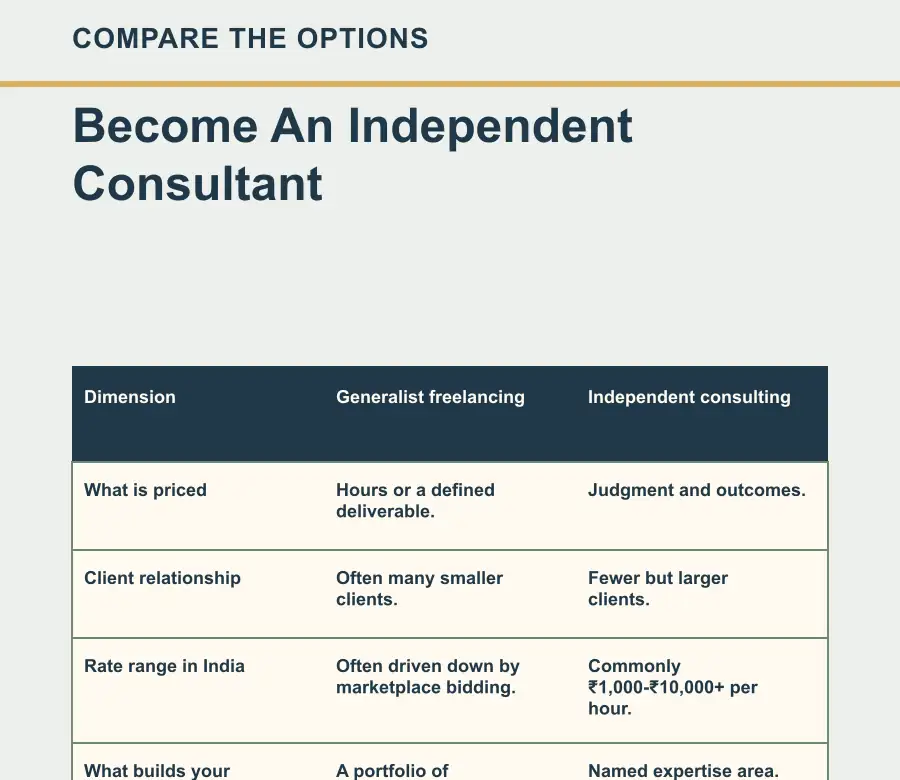 COMPARE THE OPTIONS
Become An Independent
Consultant
Dimension
Generalist freelancing
Independent consulting
What is priced
Hours or a defined
deliverable.
Judgment and outcomes.
Client relationship
Often many smaller
clients.
Fewer but larger
clients.
Rate range in India
Often driven down by
marketplace bidding.
Commonly
₹1,000-₹10,000+ per
hour.
What builds your
A portfolio of
Named expertise area.